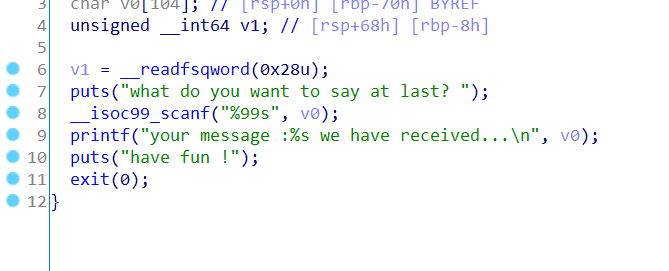 3 char v0[104]; // [rsp+0h] [rbp-70h] BYREF
4 unsigned __int64 v1; // [rsp+68h] [rbp-8h]
6 v1 = __readfsqword(0x28u);
7 puts("what do you want to say at last? ");
8 __isoc99_scanf("%99s", v0);
9 printf("your message :%s we have received...\n", v0);
10 puts("have fun !");
11 exit(0);
12 }